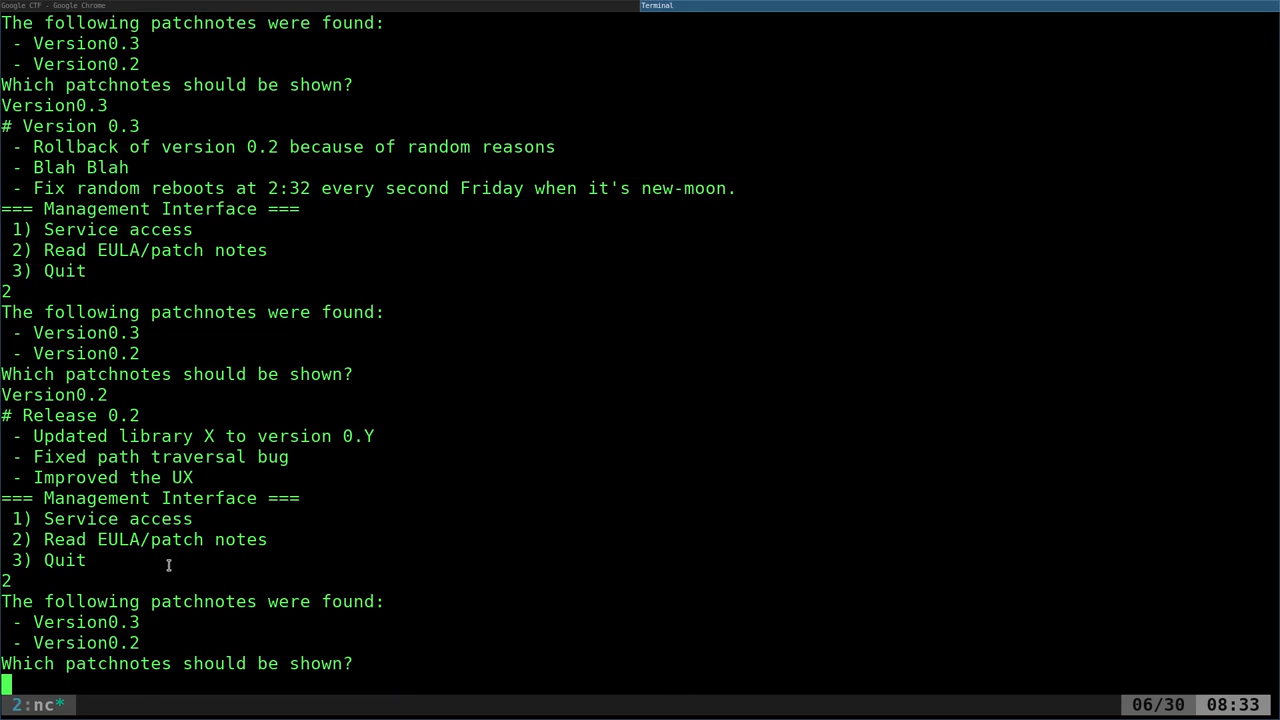 Google CTF - Google Chrome
Terminal
The following patchnotes were found:
 - Version0.3
 - Version0.2
Which patchnotes should be shown?
Version0.3
# Version 0.3
 - Rollback of version 0.2 because of random reasons
 - Blah Blah
 - Fix random reboots at 2:32 every second Friday when it's new-moon.
=== Management Interface ===
 1) Service access
 2) Read EULA/patch notes
 3) Quit
2
The following patchnotes were found:
 - Version0.3
 - Version0.2
Which patchnotes should be shown?
Version0.2
# Release 0.2
 - Updated library X to version 0.Y
 - Fixed path traversal bug
 - Improved the UX
=== Management Interface ===
 1) Service access
 2) Read EULA/patch notes
 3) Quit
2
The following patchnotes were found:
 - Version0.3
 - Version0.2
Which patchnotes should be shown?
2:nc* 06/30 08:33